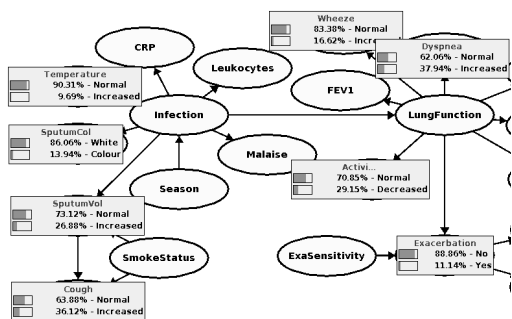 Wheeze
83.38% - Normal
16.62% - Increased
CRP
Dyspnea
62.06% - Normal
37.94% - Increased
Leukocytes
Temperature
90.31% - Normal
9.69% - Increased
FEV1
Infection
LungFunction
SputumCol
86.06% - White
13.94% - Colour
Malaise
Activi...
70.85% - Normal
29.15% - Decreased
Season
SputumVol
73.12% - Normal
26.88% - Increased
SmokeStatus
ExaSensitivity
Exacerbation
88.86% - No
11.14% - Yes
Cough
63.88% - Normal
36.12% - Increased